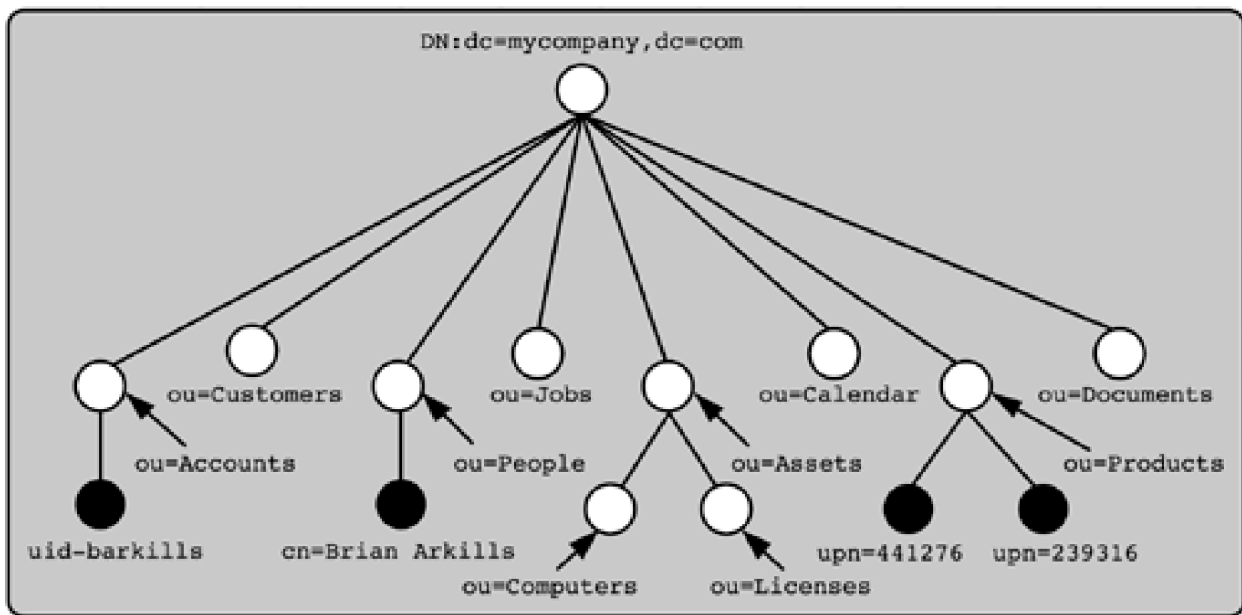 DN:dc=mycompany,dc=com
ou=Customers
ou=Jobs
ou=Calendar
ou=Documents
ou=Accounts
ou=People
ou=Assets
ou=Products
uid-barkills
cn=Brian Arkills
upn=441276
upn=239316
ou=Computers
ou=Licenses